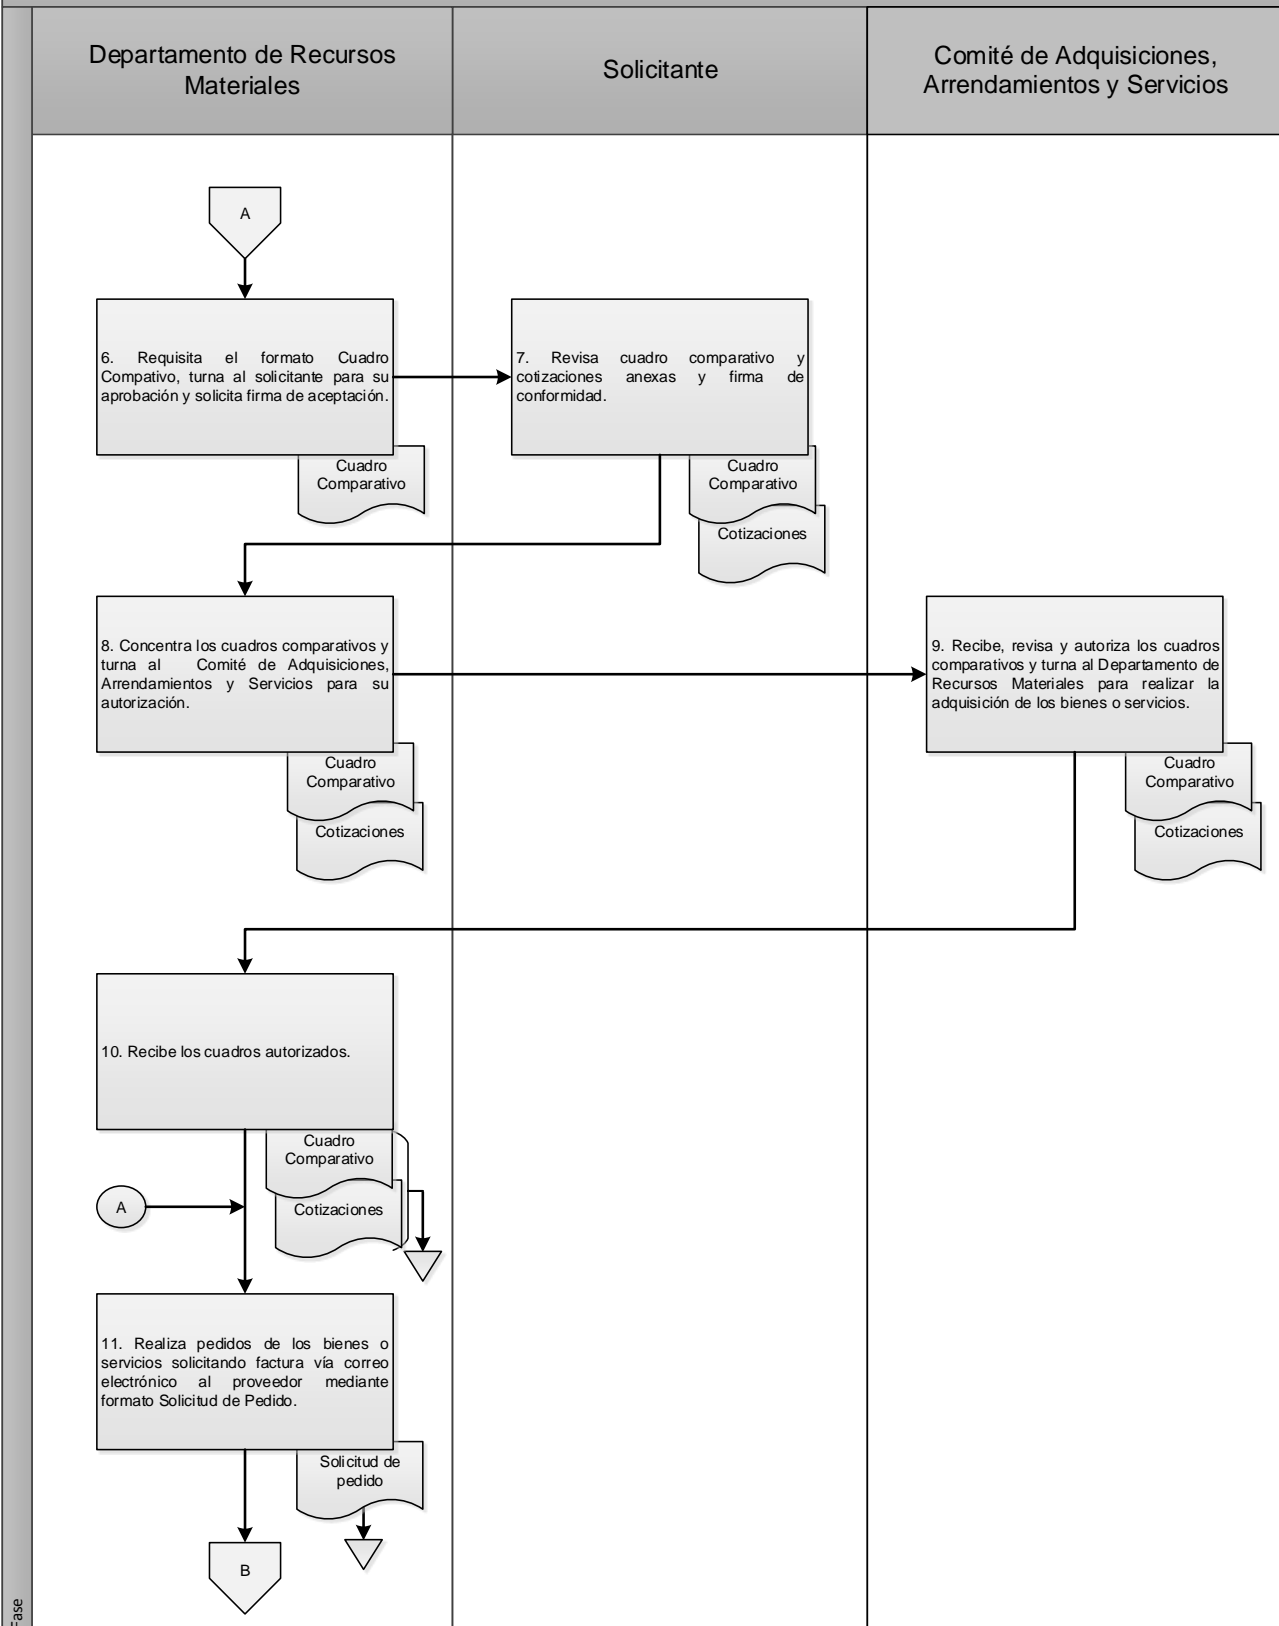 Departamento de Recursos
Materiales
Solicitante
Comité de Adquisiciones,
Arrendamientos y Servicios
A
6. Requisita el formato Cuadro
Compativo, turna al solicitante para su
aprobación y solicita firma de aceptación.
Cuadro
Comparativo
7. Revisa cuadro comparativo y
cotizaciones anexas y firma de
conformidad.
Cuadro
Comparativo
Cotizaciones
8. Concentra los cuadros comparativos y
turna al Comité de Adquisiciones,
Arrendamientos y Servicios para su
autorización.
Cuadro
Comparativo
Cotizaciones
9. Recibe, revisa y autoriza los cuadros
comparativos y turna al Departamento de
Recursos Materiales para realizar la
adquisición de los bienes o servicios.
Cuadro
Comparativo
Cotizaciones
10. Recibe los cuadros autorizados.
Cuadro
Comparativo
Cotizaciones
A
11. Realiza pedidos de los bienes o
servicios solicitando factura vía correo
electrónico al proveedor mediante
formato Solicitud de Pedido.
Solicitud de
pedido
B
Fase